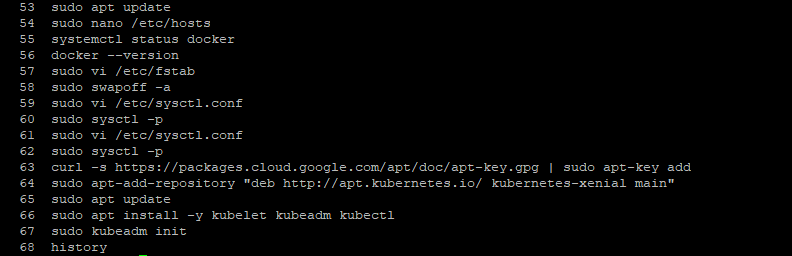 53 sudo apt update
54 sudo nano /etc/hosts
55 systemctl status docker
56 docker --version
57 sudo vi /etc/fstab
58 sudo swapoff -a
59 sudo vi /etc/sysctl.conf
60 sudo sysctl -p
61 sudo vi /etc/sysctl.conf
62 sudo sysctl -p
63 curl -s https://packages.cloud.google.com/apt/doc/apt-key.gpg | sudo apt-key add
64 sudo apt-add-repository "deb http://apt.kubernetes.io/ kubernetes-xenial main"
65 sudo apt update
66 sudo apt install -y kubelet kubeadm kubectl
67 sudo kubeadm init
68 history